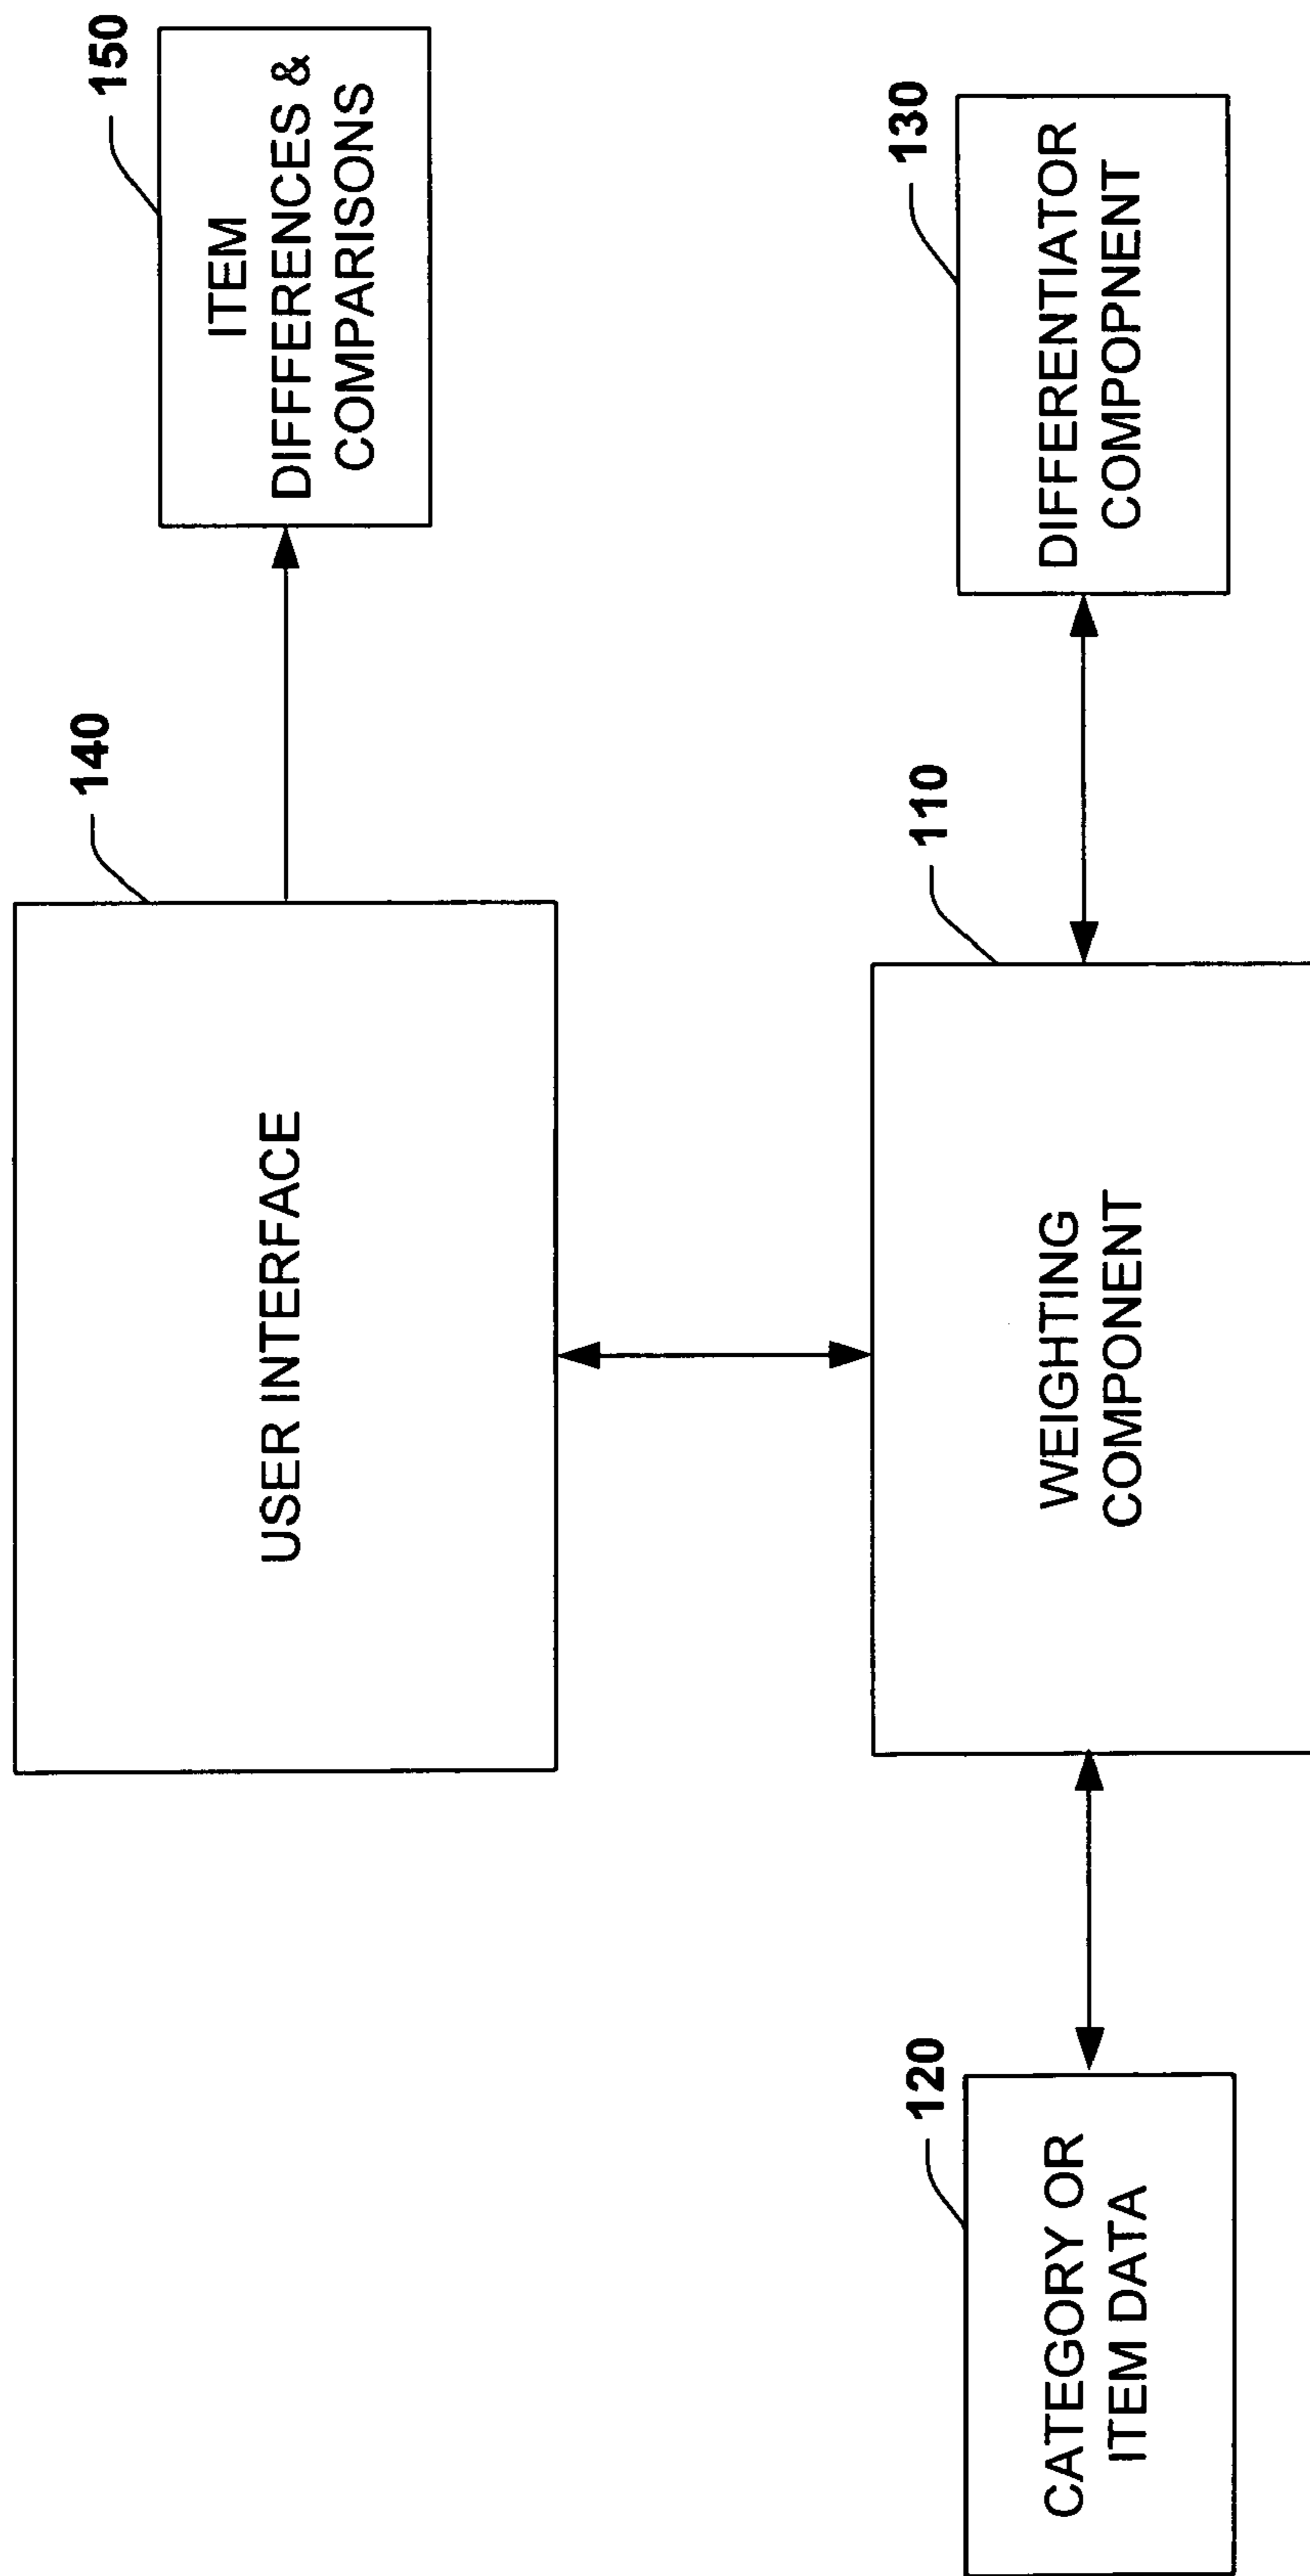 140
USER INTERFACE
150
ITEM
DIFFERENCES &
COMPARISONS
120
CATEGORY OR
ITEM DATA
110
WEIGHTING
COMPONENT
130
DIFFERENTIATOR
COMPOPNENT